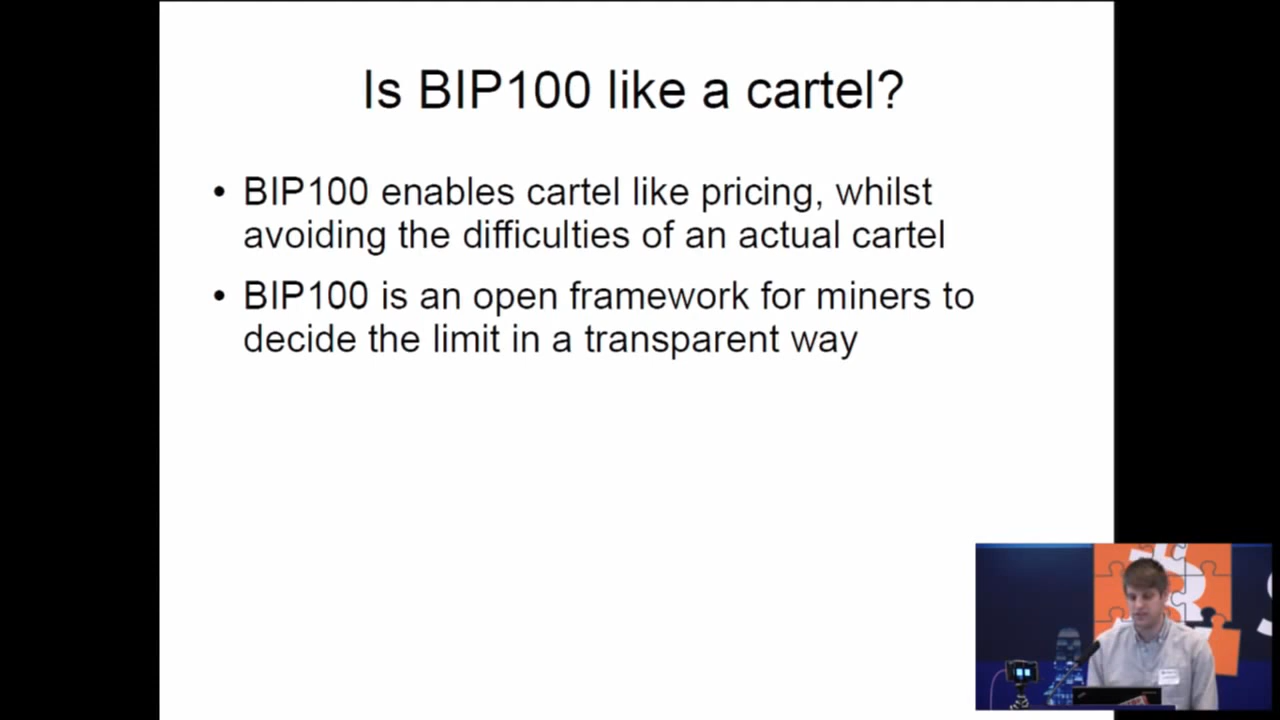 Is BIP100 like a cartel?
• BIP100 enables cartel like pricing, whilst
avoiding the difficulties of an actual cartel
• BIP100 is an open framework for miners to
decide the limit in a transparent way